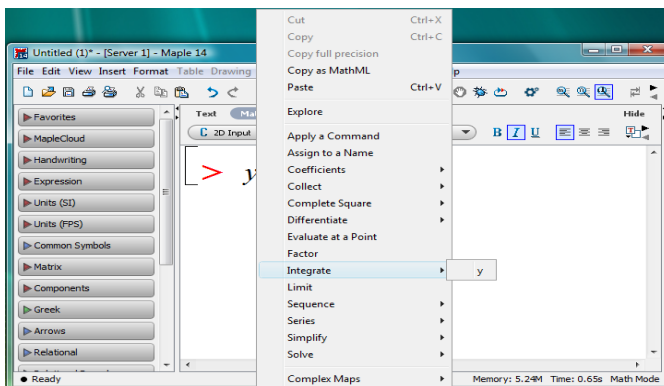 Untitled (1)* - [Server 1] - Maple 14
File Edit View Insert Format Table Drawing
Text
Hide
C 2D Input
B I U
Favorites
MapleCloud
Handwriting
Expression
Units (SI)
Units (FPS)
Common Symbols
Matrix
Components
Greek
Arrows
Relational
> y
Cut Ctrl+X
Copy Ctrl+C
Copy full precision
Copy as MathML
Paste Ctrl+V
Explore
Apply a Command
Assign to a Name
Coefficients
Collect
Complete Square
Differentiate
Evaluate at a Point
Factor
Integrate y
Limit
Sequence
Series
Simplify
Solve
Complex Maps
Ready
Memory: 5.24M Time: 0.65s Math Mode